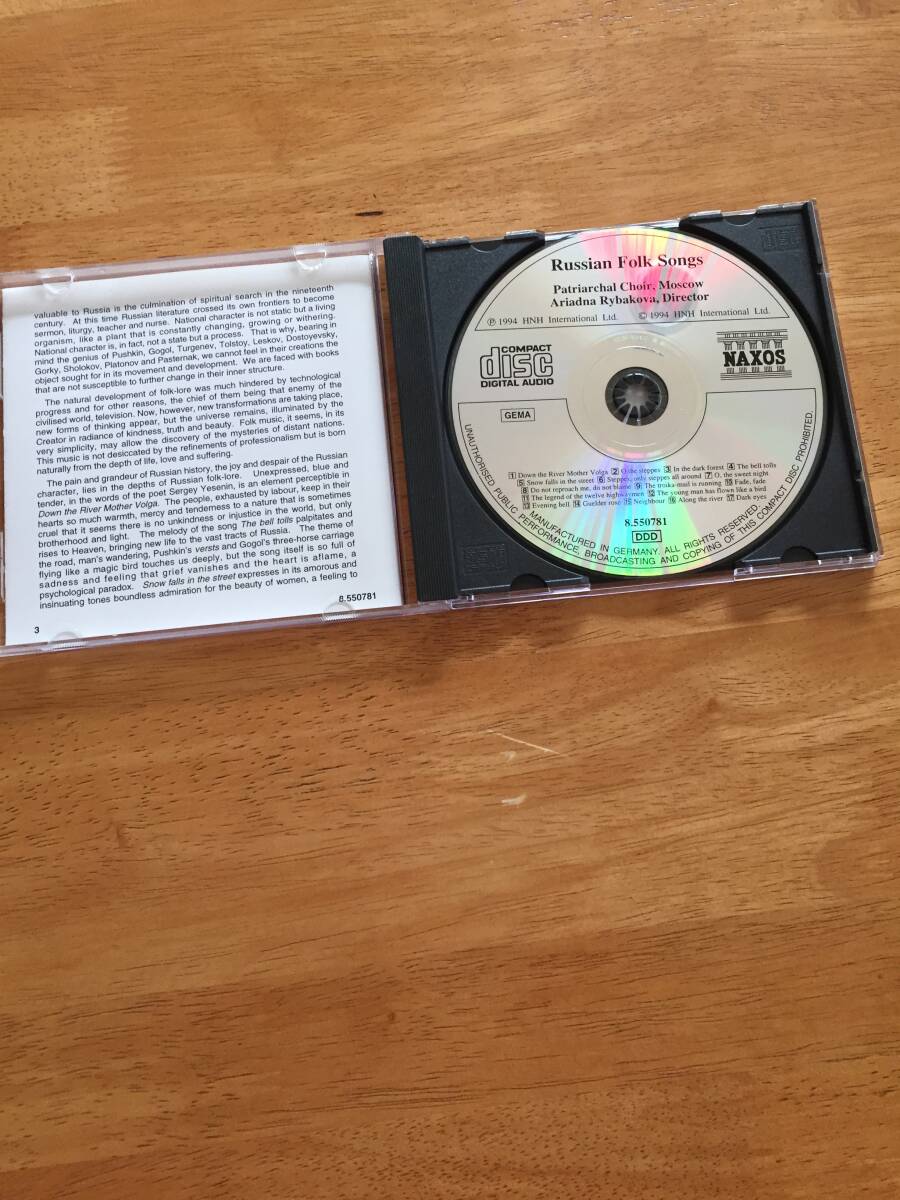 valuable to Russia is the culmination of spiritual search in the nineteenth
century. At this time Russian literature crossed its own frontiers to become
sermon, liturgy, teacher and nurse. National character is not static but a living
organism, like a plant that is constantly changing, growing or withering.
National character is, in fact, not a state but a process. That is why, bearing in
mind the genius of Pushkin, Gogol, Turgenev, Tolstoy, Leskov, Dostoyevsky,
Gorky, Sholokov, Platonov and Pasternak, we cannot feel in their creations the
object sought for in its movement and development. We are faced with books
that are not susceptible to further change in their inner structure.
The natural development of folk-lore was much hindered by technological
progress and for other reasons, the chief of them being that enemy of the
civilised world, television. Now, however, new transformations are taking place,
new forms of thinking appear, but the universe remains, illuminated by the
Creator in radiance of kindness, truth and beauty. Folk music, it seems, in its
very simplicity, may allow the discovery of the mysteries of distant nations.
This music is not desiccated by the refinements of professionalism but is born
naturally from the depth of life, love and suffering.
The pain and grandeur of Russian history, the joy and despair of the Russian
character, lies in the depths of Russian folk-lore. Unexpressed, blue and
tender, in the words of the poet Sergey Yesenin, is an element perceptible in
Down the River Mother Volga. The people, exhausted by labour, keep in their
hearts so much warmth, mercy and tenderness to a nature that is sometimes
cruel that it seems there is no unkindness or injustice in the world, but only
brotherhood and light. The melody of the song The bell tolls palpitates and
rises to Heaven, bringing new life to the vast tracts of Russia. The theme of
the road, man's wandering, Pushkin's versts and Gogol's three-horse carriage
flying like a magic bird touches us deeply, but the song itself is so full of
sadness and feeling that grief vanishes and the heart is aflame, a
psychological paradox. Snow falls in the street expresses in its amorous and
insinuating tones boundless admiration for the beauty of women, a feeling to
3
8.550781
Russian Folk Songs
Patriarchal Choir, Moscow
Ariadna Rybakova, Director
℗ 1994 HNH International Ltd. © 1994 HNH International Ltd.
COMPACT
disc
DIGITAL AUDIO
NAXOS
GEMA
1 Down the River Mother Volga 2 O, the steppes 3 In the dark forest 4 The bell tolls
5 Snow falls in the street 6 Steppes, only steppes all around 7 O, the sweet night
8 Do not reproach me, do not blame 9 The troika-mail is running 10 Fade, fade
11 The legend of the twelve highwaymen 12 The young man has flown like a bird
13 Evening bell 14 Guelder rose 15 Neighbour 16 Along the river 17 Dark eyes
8.550781
DDD
MANUFACTURED IN GERMANY. ALL RIGHTS RESERVED.
UNAUTHORISED PUBLIC PERFORMANCE, BROADCASTING AND COPYING OF THIS COMPACT DISC PROHIBITED.